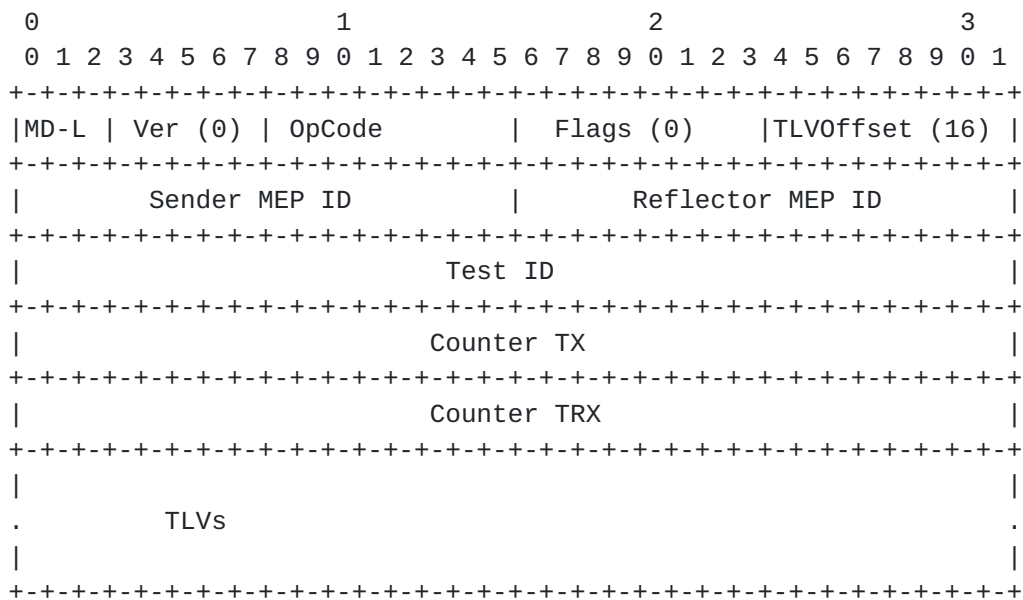 0                   1                   2                   3
 0 1 2 3 4 5 6 7 8 9 0 1 2 3 4 5 6 7 8 9 0 1 2 3 4 5 6 7 8 9 0 1
+-+-+-+-+-+-+-+-+-+-+-+-+-+-+-+-+-+-+-+-+-+-+-+-+-+-+-+-+-+-+-+-+
|MD-L | Ver (0) | OpCode        |  Flags (0)    |TLVOffset (16) |
+-+-+-+-+-+-+-+-+-+-+-+-+-+-+-+-+-+-+-+-+-+-+-+-+-+-+-+-+-+-+-+-+
|        Sender MEP ID          |       Reflector MEP ID        |
+-+-+-+-+-+-+-+-+-+-+-+-+-+-+-+-+-+-+-+-+-+-+-+-+-+-+-+-+-+-+-+-+
|                           Test ID                             |
+-+-+-+-+-+-+-+-+-+-+-+-+-+-+-+-+-+-+-+-+-+-+-+-+-+-+-+-+-+-+-+-+
|                          Counter TX                           |
+-+-+-+-+-+-+-+-+-+-+-+-+-+-+-+-+-+-+-+-+-+-+-+-+-+-+-+-+-+-+-+-+
|                          Counter TRX                          |
+-+-+-+-+-+-+-+-+-+-+-+-+-+-+-+-+-+-+-+-+-+-+-+-+-+-+-+-+-+-+-+-+
|                                                               |
.         TLVs                                                  .
|                                                               |
+-+-+-+-+-+-+-+-+-+-+-+-+-+-+-+-+-+-+-+-+-+-+-+-+-+-+-+-+-+-+-+-+